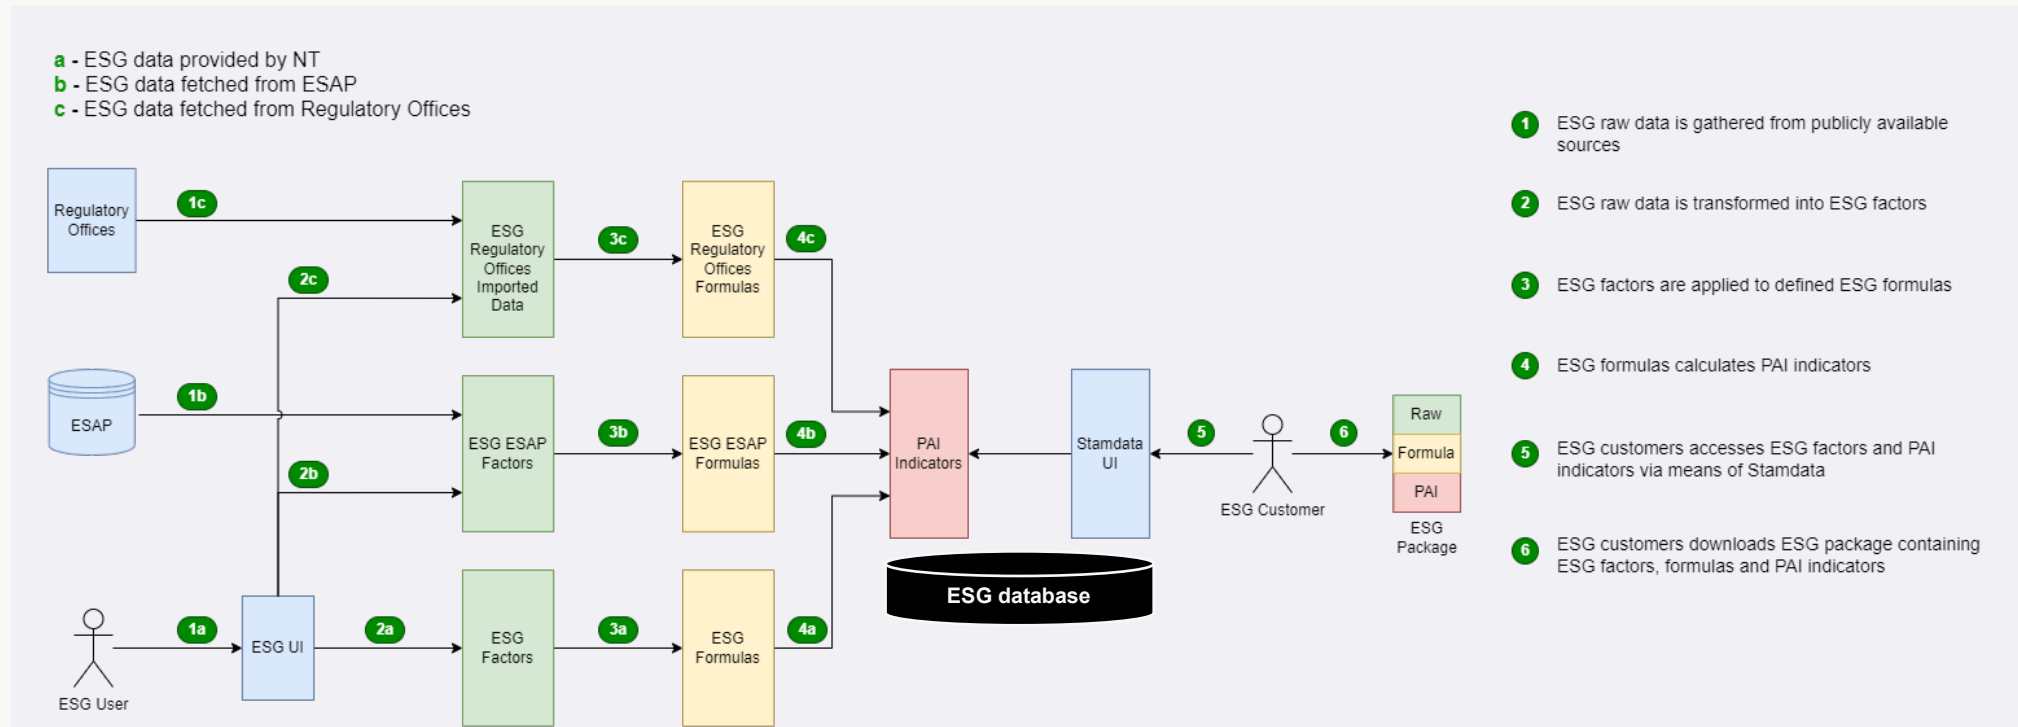 a - ESG data provided by NT
b - ESG data fetched from ESAP
c - ESG data fetched from Regulatory Offices
Regulatory
Offices
1c
2c
ESG
Regulatory
Offices
Imported
Data
3c
ESG
Regulatory
Offices
Formulas
4c
ESAP
1b
2b
ESG ESAP
Factors
3b
ESG ESAP
Formulas
4b
ESG User
1a
ESG UI
2a
ESG
Factors
3a
ESG
Formulas
4a
PAI
Indicators
Stamdata
UI
ESG database
5
ESG Customer
6
Raw
Formula
PAI
ESG
Package
1 ESG raw data is gathered from publicly available
sources
2 ESG raw data is transformed into ESG factors
3 ESG factors are applied to defined ESG formulas
4 ESG formulas calculates PAI indicators
5 ESG customers accesses ESG factors and PAI
indicators via means of Stamdata
6 ESG customers downloads ESG package containing
ESG factors, formulas and PAI indicators